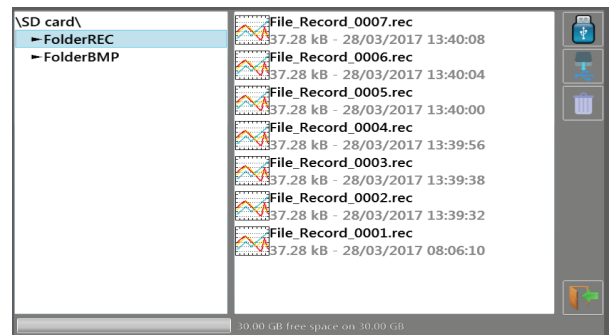 \SD card\
►FolderREC
►FolderBMP
File_Record_0007.rec
37.28 kB - 28/03/2017 13:40:08
File_Record_0006.rec
37.28 kB - 28/03/2017 13:40:04
File_Record_0005.rec
37.28 kB - 28/03/2017 13:40:00
File_Record_0004.rec
37.28 kB - 28/03/2017 13:39:56
File_Record_0003.rec
37.28 kB - 28/03/2017 13:39:38
File_Record_0002.rec
37.28 kB - 28/03/2017 13:39:32
File_Record_0001.rec
37.28 kB - 28/03/2017 08:06:10
30.00 GB free space on 30.00 GB